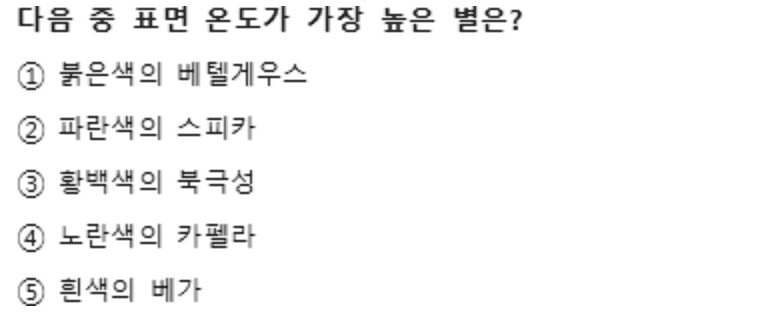 다음 중 표면 온도가 가장 높은 별은?
① 붉은색의 베텔게우스
② 파란색의 스피카
③ 황백색의 북극성
④ 노란색의 카펠라
⑤ 흰색의 베가